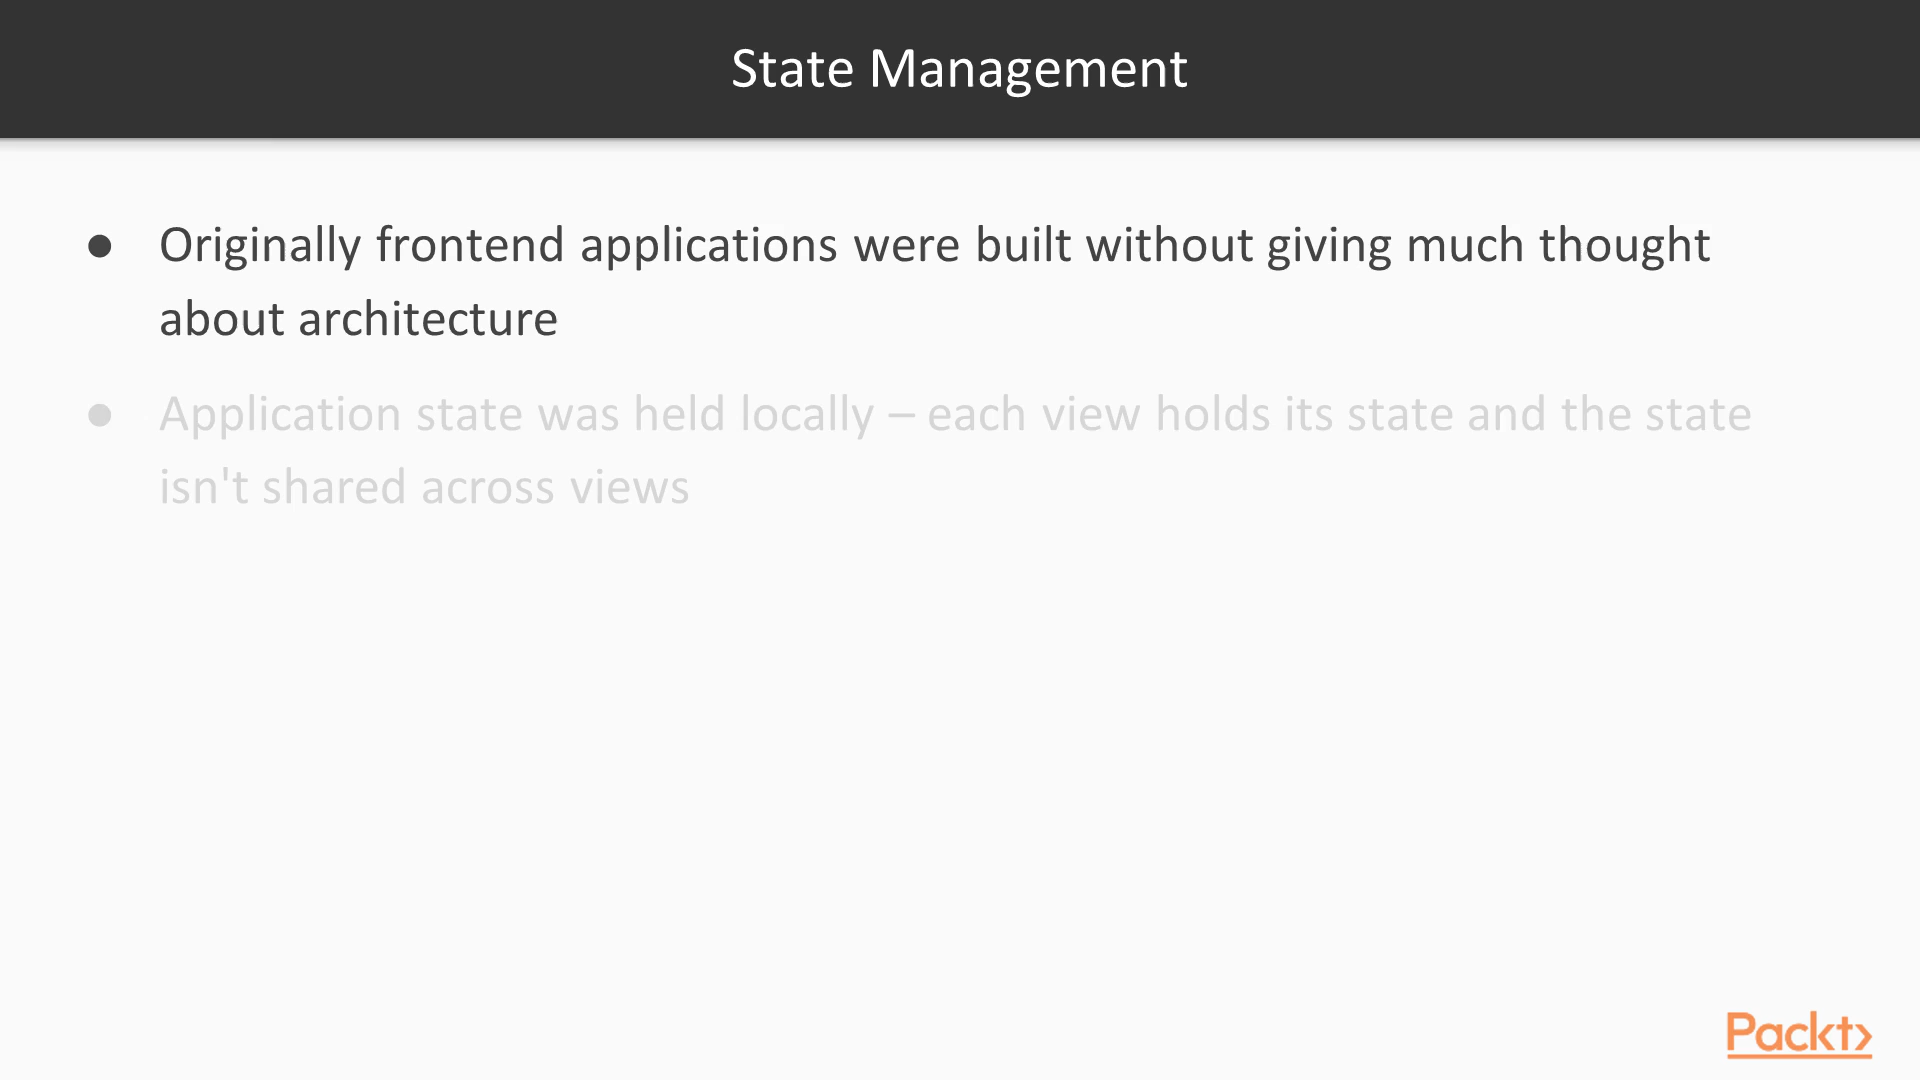 State Management
● Originally frontend applications were built without giving much thought
about architecture
● Application state was held locally – each view holds its state and the state
isn't shared across views
Packt>